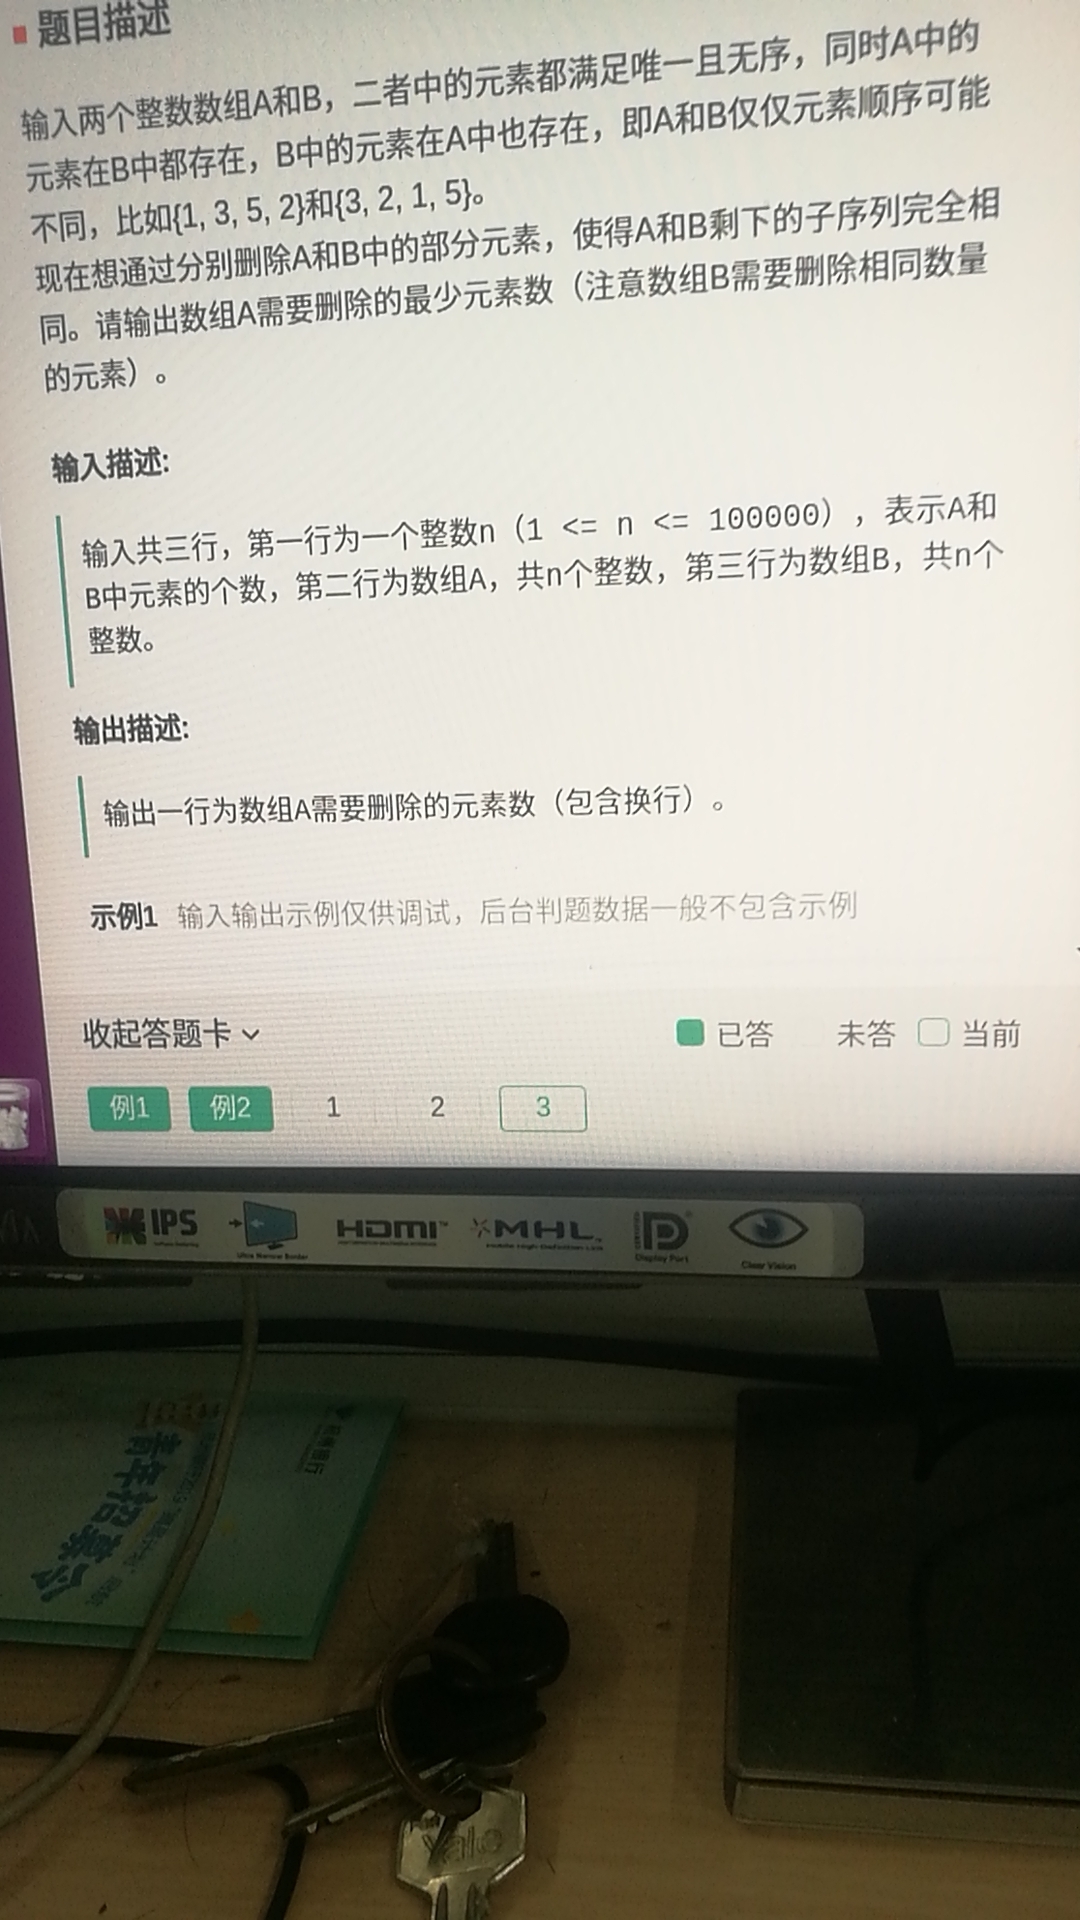 题目描述
输入两个整数数组A和B，二者中的元素都满足唯一且无序，同时A中的
元素在B中都存在，B中的元素在A中也存在，即A和B仅仅元素顺序可能
不同，比如{1, 3, 5, 2}和{3, 2, 1, 5}。
现在想通过分别删除A和B中的部分元素，使得A和B剩下的子序列完全相
同。请输出数组A需要删除的最少元素数（注意数组B需要删除相同数量
的元素）。
输入描述:
输入共三行，第一行为一个整数n（1 <= n <= 100000），表示A和
B中元素的个数，第二行为数组A，共n个整数，第三行为数组B，共n个
整数。
输出描述:
输出一行为数组A需要删除的元素数（包含换行）。
示例1 输入输出示例仅供调试，后台判题数据一般不包含示例
收起答题卡 已答 未答 当前
例1 例2 1 2 3
IPS HDMI™ MHL™ DP
Ultra Narrow Border Display Port Clear Vision
青年招募令
Yale